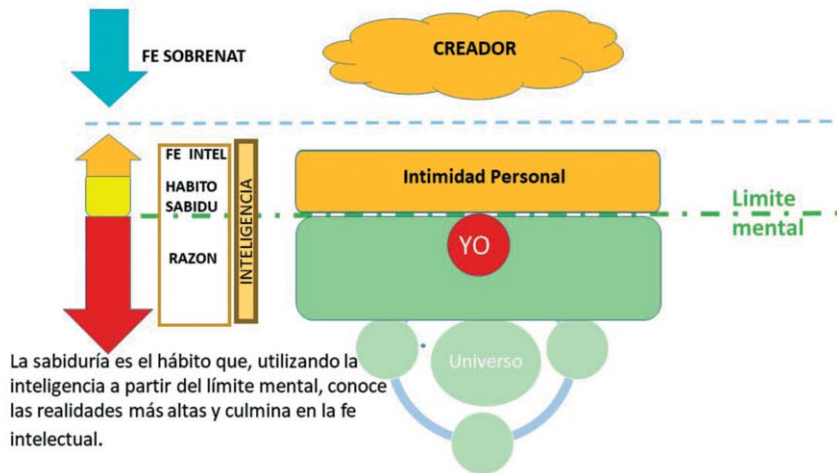 FE SOBRENAT
CREADOR
FE INTEL
HABITO
SABIDU
RAZON
INTELIGENCIA
Intimidad Personal
Limite
mental
YO
Universo
La sabiduría es el hábito que, utilizando la
inteligencia a partir del límite mental, conoce
las realidades más altas y culmina en la fe
intelectual.